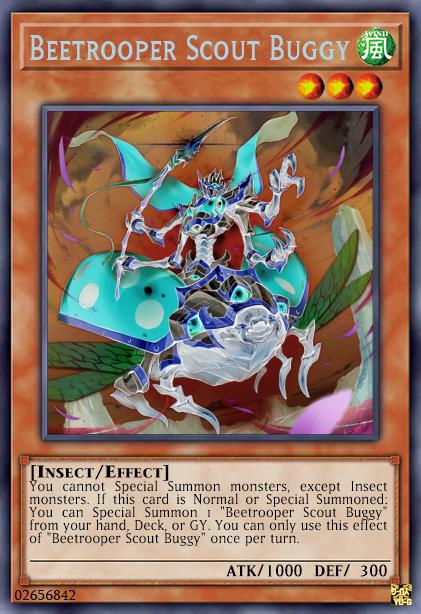 BEETROOPER SCOUT BUGGY
WIND
風
[INSECT/EFFECT]
You cannot Special Summon monsters, except Insect
monsters. If this card is Normal or Special Summoned:
You can Special Summon 1 "Beetrooper Scout Buggy"
from your hand, Deck, or GY. You can only use this effect
of "Beetrooper Scout Buggy" once per turn.
ATK/1000 DEF/ 300
02656842